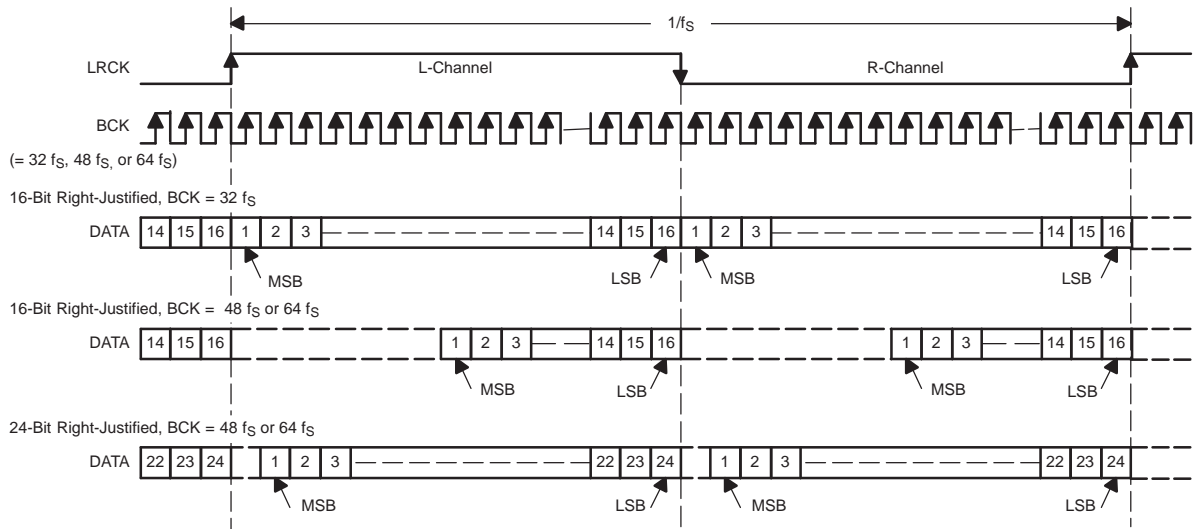 1/fS
LRCK
L-Channel
R-Channel
BCK
(= 32 fS, 48 fS, or 64 fS)
16-Bit Right-Justified, BCK = 32 fS
DATA 14 15 16 1 2 3 14 15 16 1 2 3 14 15 16
MSB LSB MSB LSB
16-Bit Right-Justified, BCK = 48 fS or 64 fS
DATA 14 15 16 1 2 3 14 15 16 1 2 3 14 15 16
MSB LSB MSB LSB
24-Bit Right-Justified, BCK = 48 fS or 64 fS
DATA 22 23 24 1 2 3 22 23 24 1 2 3 22 23 24
MSB LSB MSB LSB